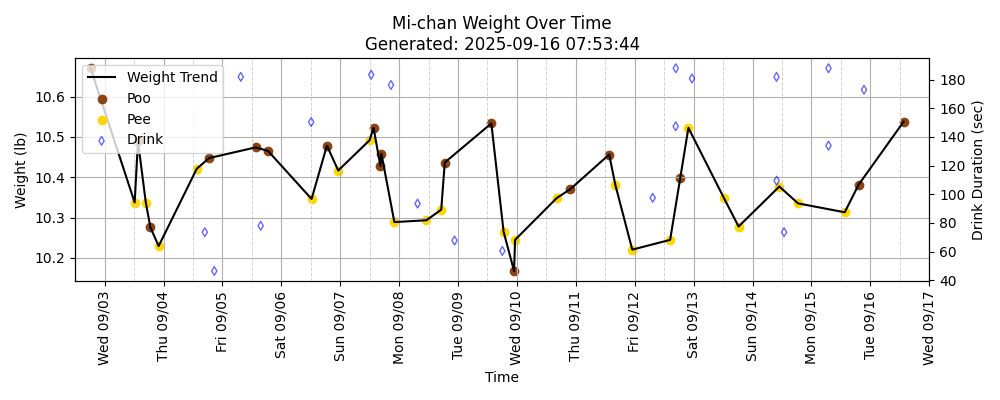 Mi-chan Weight Over Time
Generated: 2025-09-16 07:53:44
Weight (lb)
10.6
10.5
10.4
10.3
10.2
Weight Trend
Poo
Pee
Drink
180
160
140
120
100
80
60
40
Drink Duration (sec)
Wed 09/03
Thu 09/04
Fri 09/05
Sat 09/06
Sun 09/07
Mon 09/08
Tue 09/09
Wed 09/10
Thu 09/11
Fri 09/12
Sat 09/13
Sun 09/14
Mon 09/15
Tue 09/16
Wed 09/17
Time